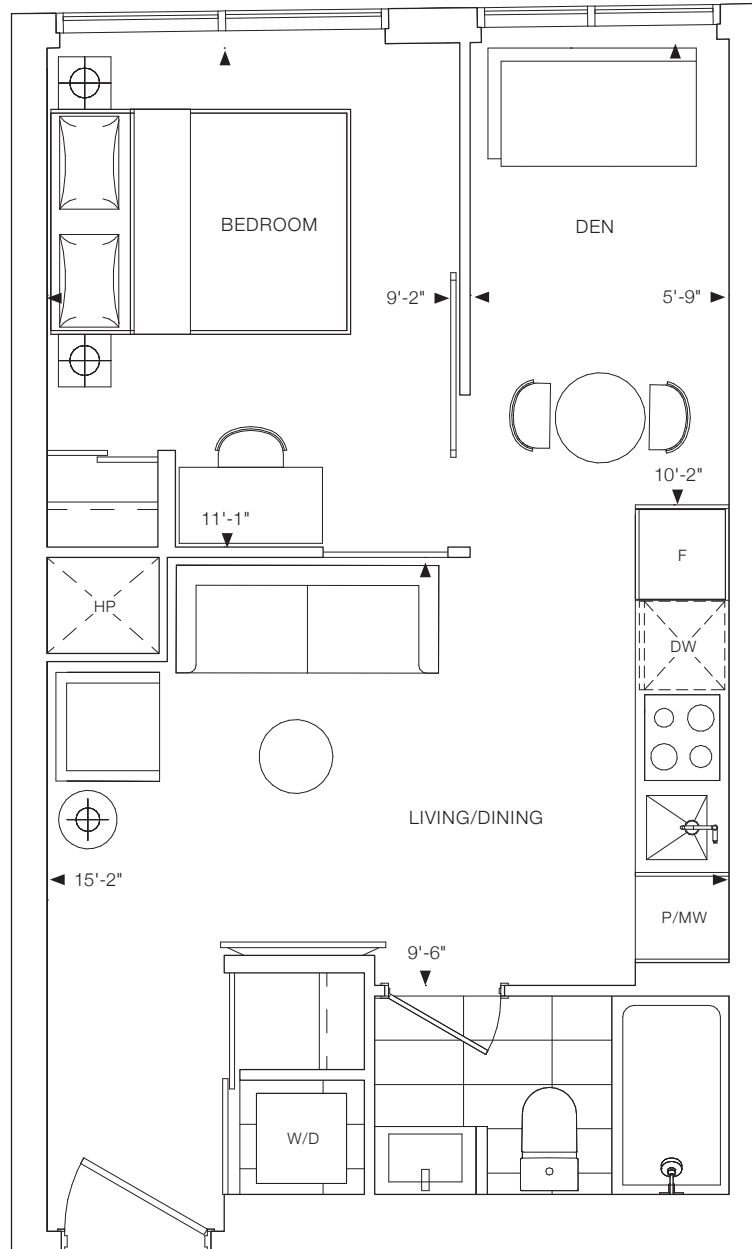 BEDROOM
DEN
9'-2"
5'-9"
10'-2"
11'-1"
F
HP
DW
LIVING/DINING
15'-2"
P/MW
9'-6"
W/D